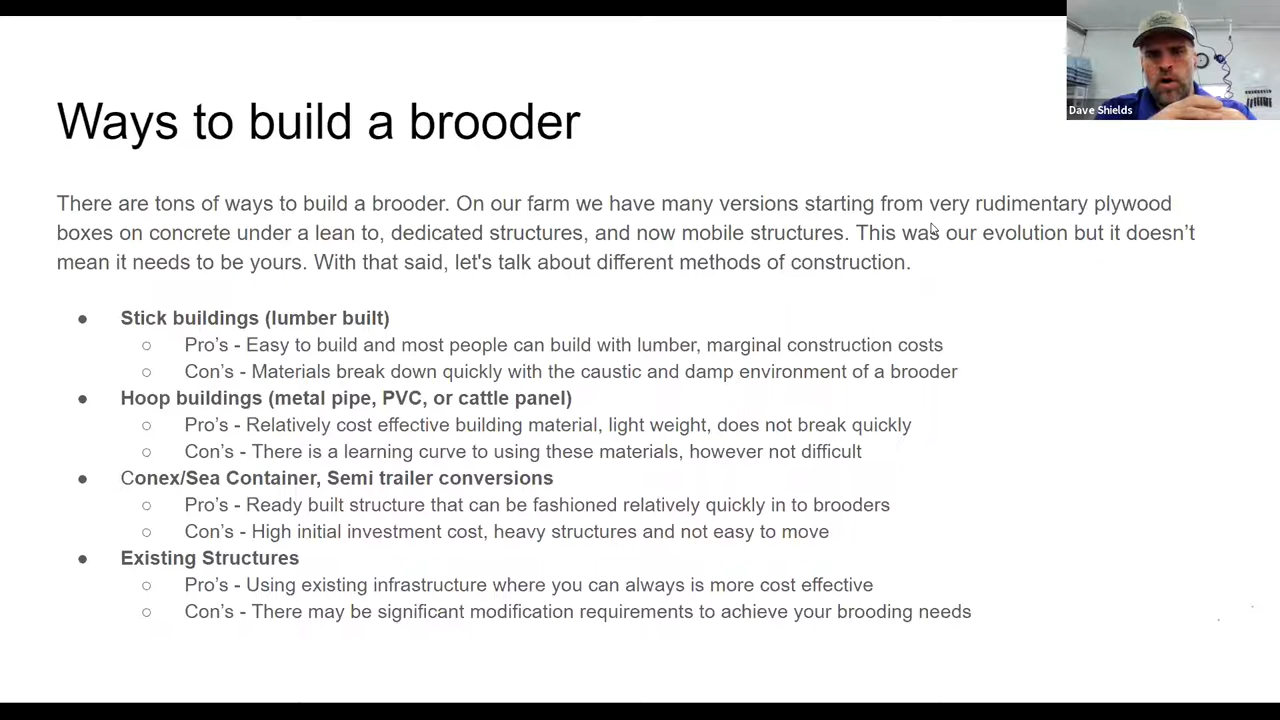 Dave Shields
Ways to build a brooder
There are tons of ways to build a brooder. On our farm we have many versions starting from very rudimentary plywood
boxes on concrete under a lean to, dedicated structures, and now mobile structures. This was our evolution but it doesn’t
mean it needs to be yours. With that said, let's talk about different methods of construction.
● Stick buildings (lumber built)
○ Pro’s - Easy to build and most people can build with lumber, marginal construction costs
○ Con’s - Materials break down quickly with the caustic and damp environment of a brooder
● Hoop buildings (metal pipe, PVC, or cattle panel)
○ Pro’s - Relatively cost effective building material, light weight, does not break quickly
○ Con’s - There is a learning curve to using these materials, however not difficult
● Conex/Sea Container, Semi trailer conversions
○ Pro’s - Ready built structure that can be fashioned relatively quickly in to brooders
○ Con’s - High initial investment cost, heavy structures and not easy to move
● Existing Structures
○ Pro’s - Using existing infrastructure where you can always is more cost effective
○ Con’s - There may be significant modification requirements to achieve your brooding needs